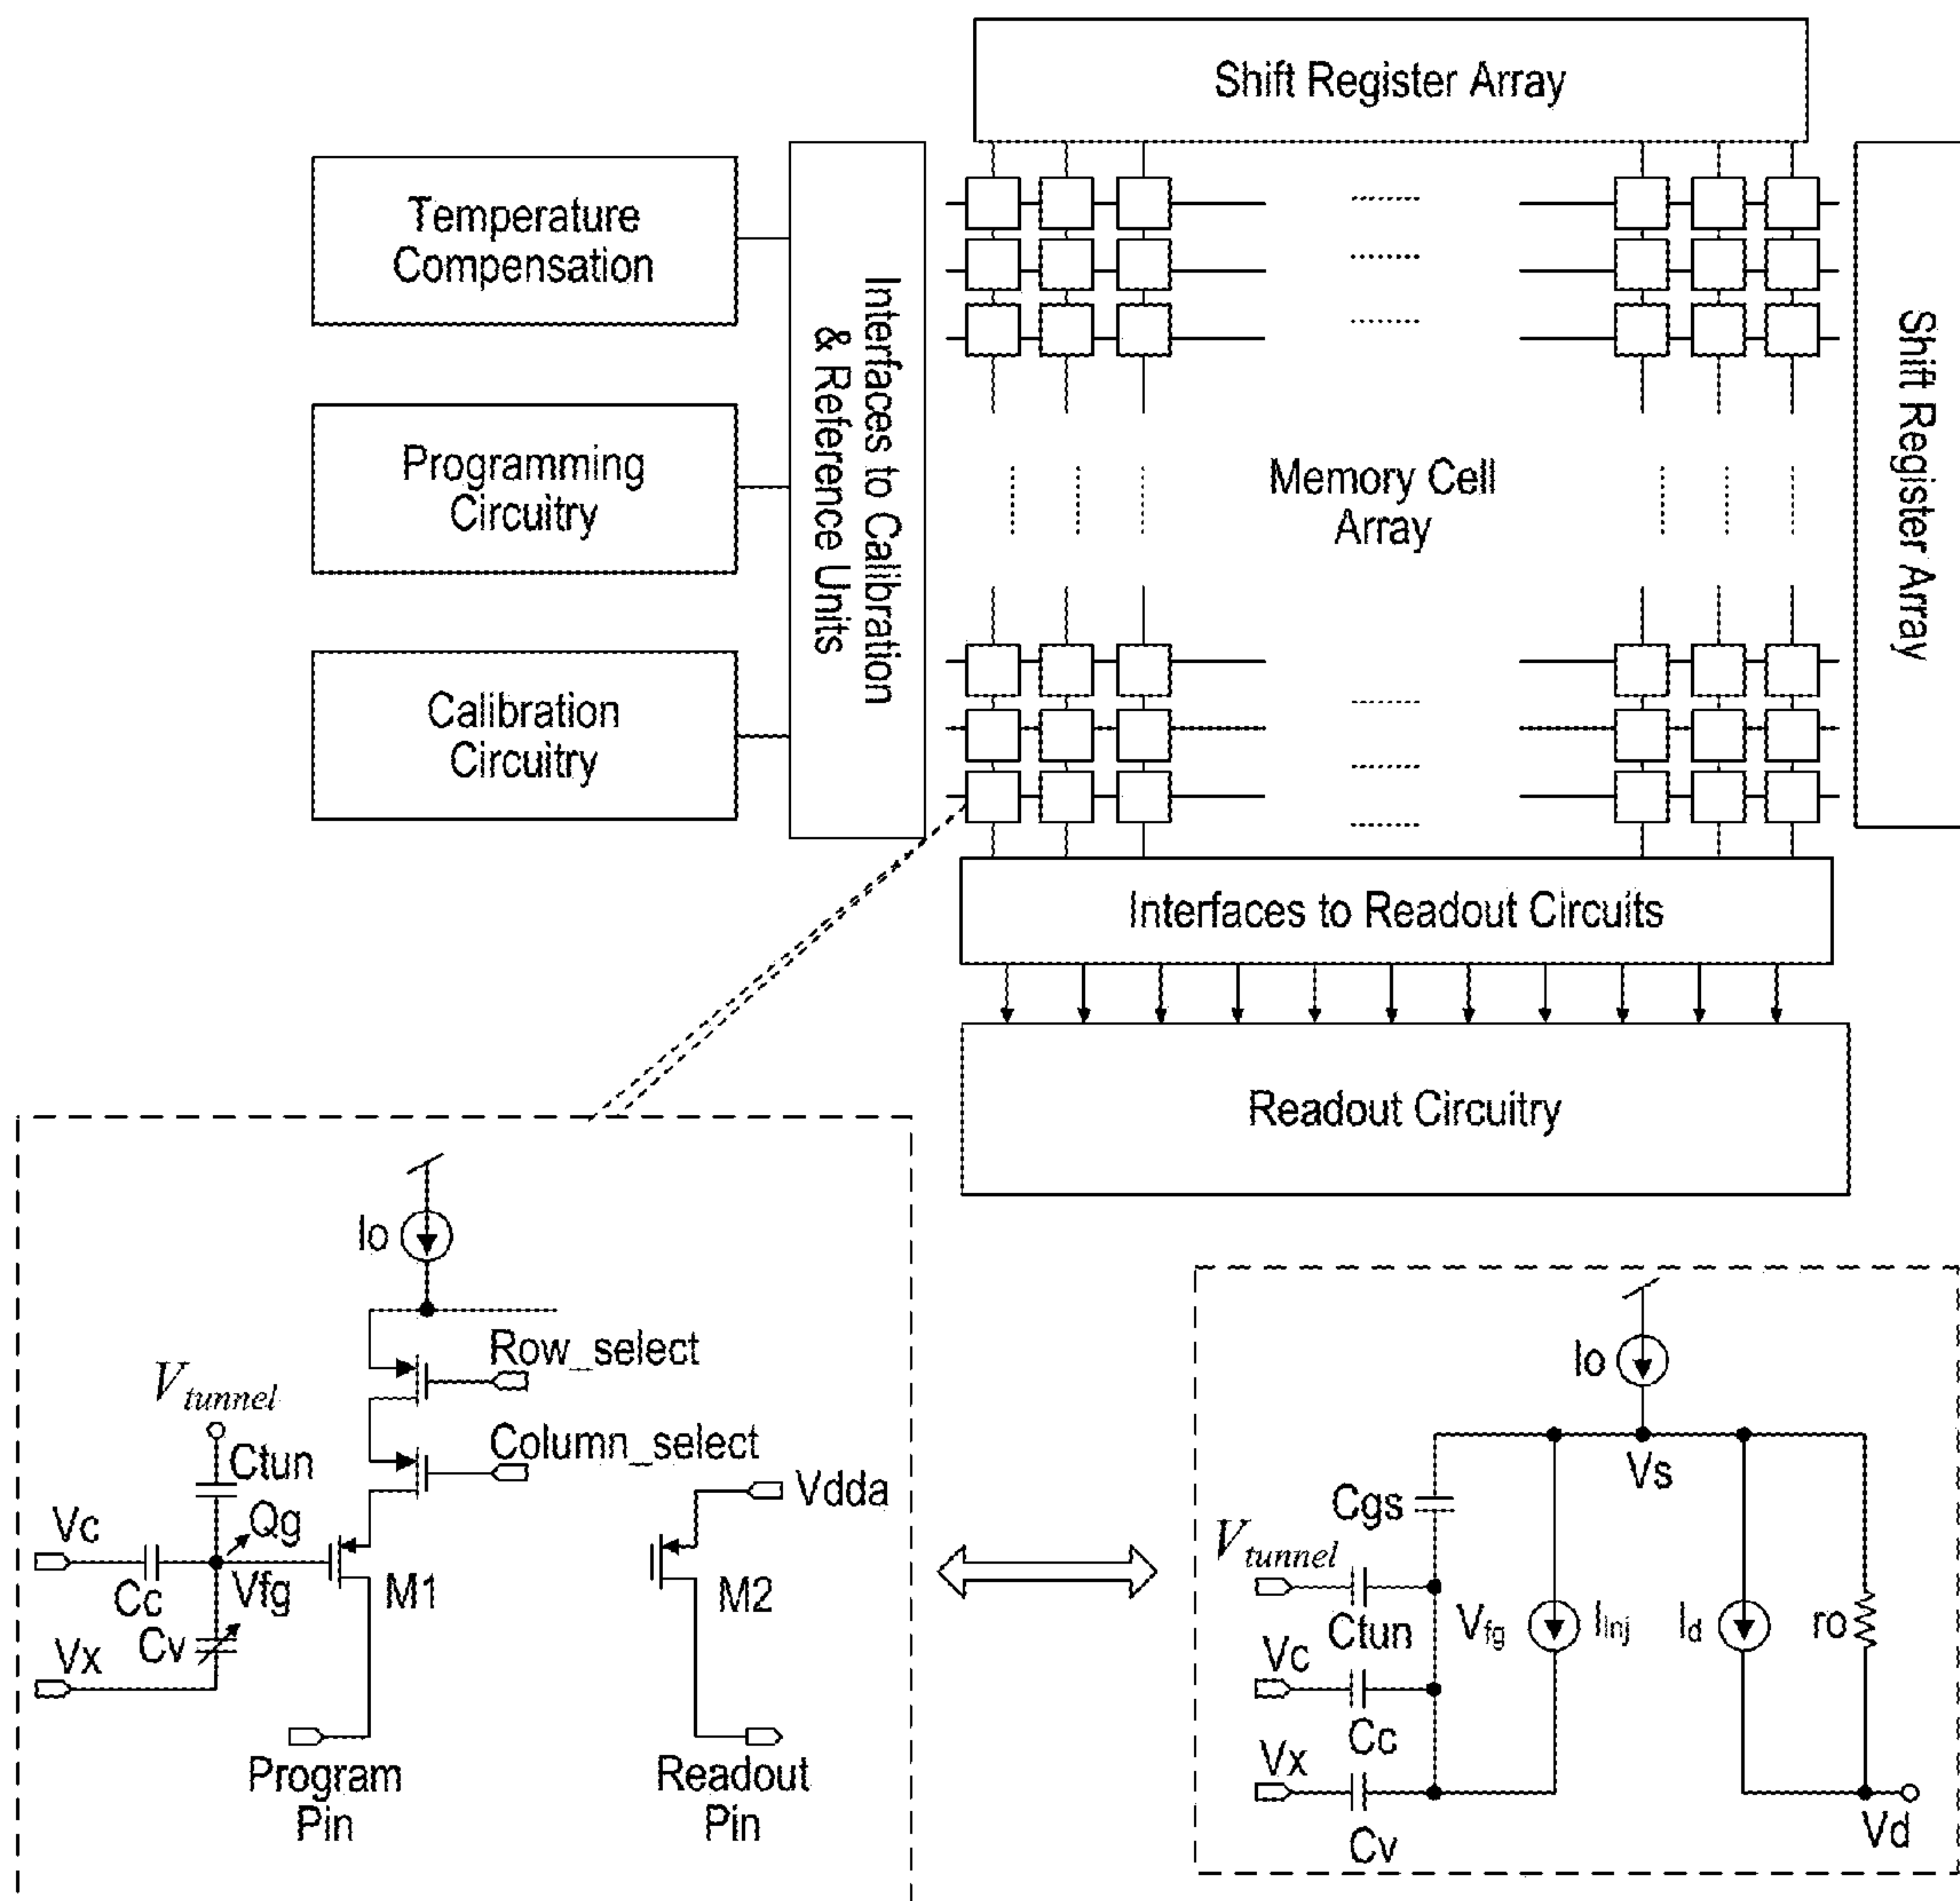 Shift Register Array
Temperature
Compensation
Programming
Circuitry
Calibration
Circuitry
Interfaces to Calibration
& Reference Units
Memory Cell
Array
Shift Register Array
Interfaces to Readout Circuits
Readout Circuitry
Io
Row_select
Column_select
Vtunnel
Ctun
Vc
Qg
Cc
Vfg
M1
Cv
Vx
Program
Pin
Vdda
M2
Readout
Pin
Io
Vs
Cgs
Vtunnel
Ctun
Vfg
Iinj
Id
ro
Vc
Cc
Vx
Cv
Vd